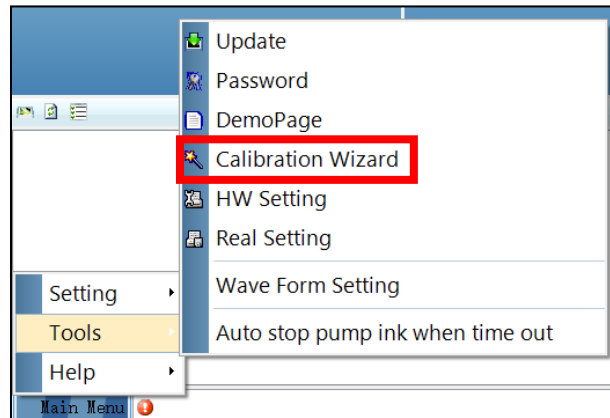 Update
Password
DemoPage
Calibration Wizard
HW Setting
Real Setting
Wave Form Setting
Auto stop pump ink when time out
Setting
Tools
Help
Main Menu